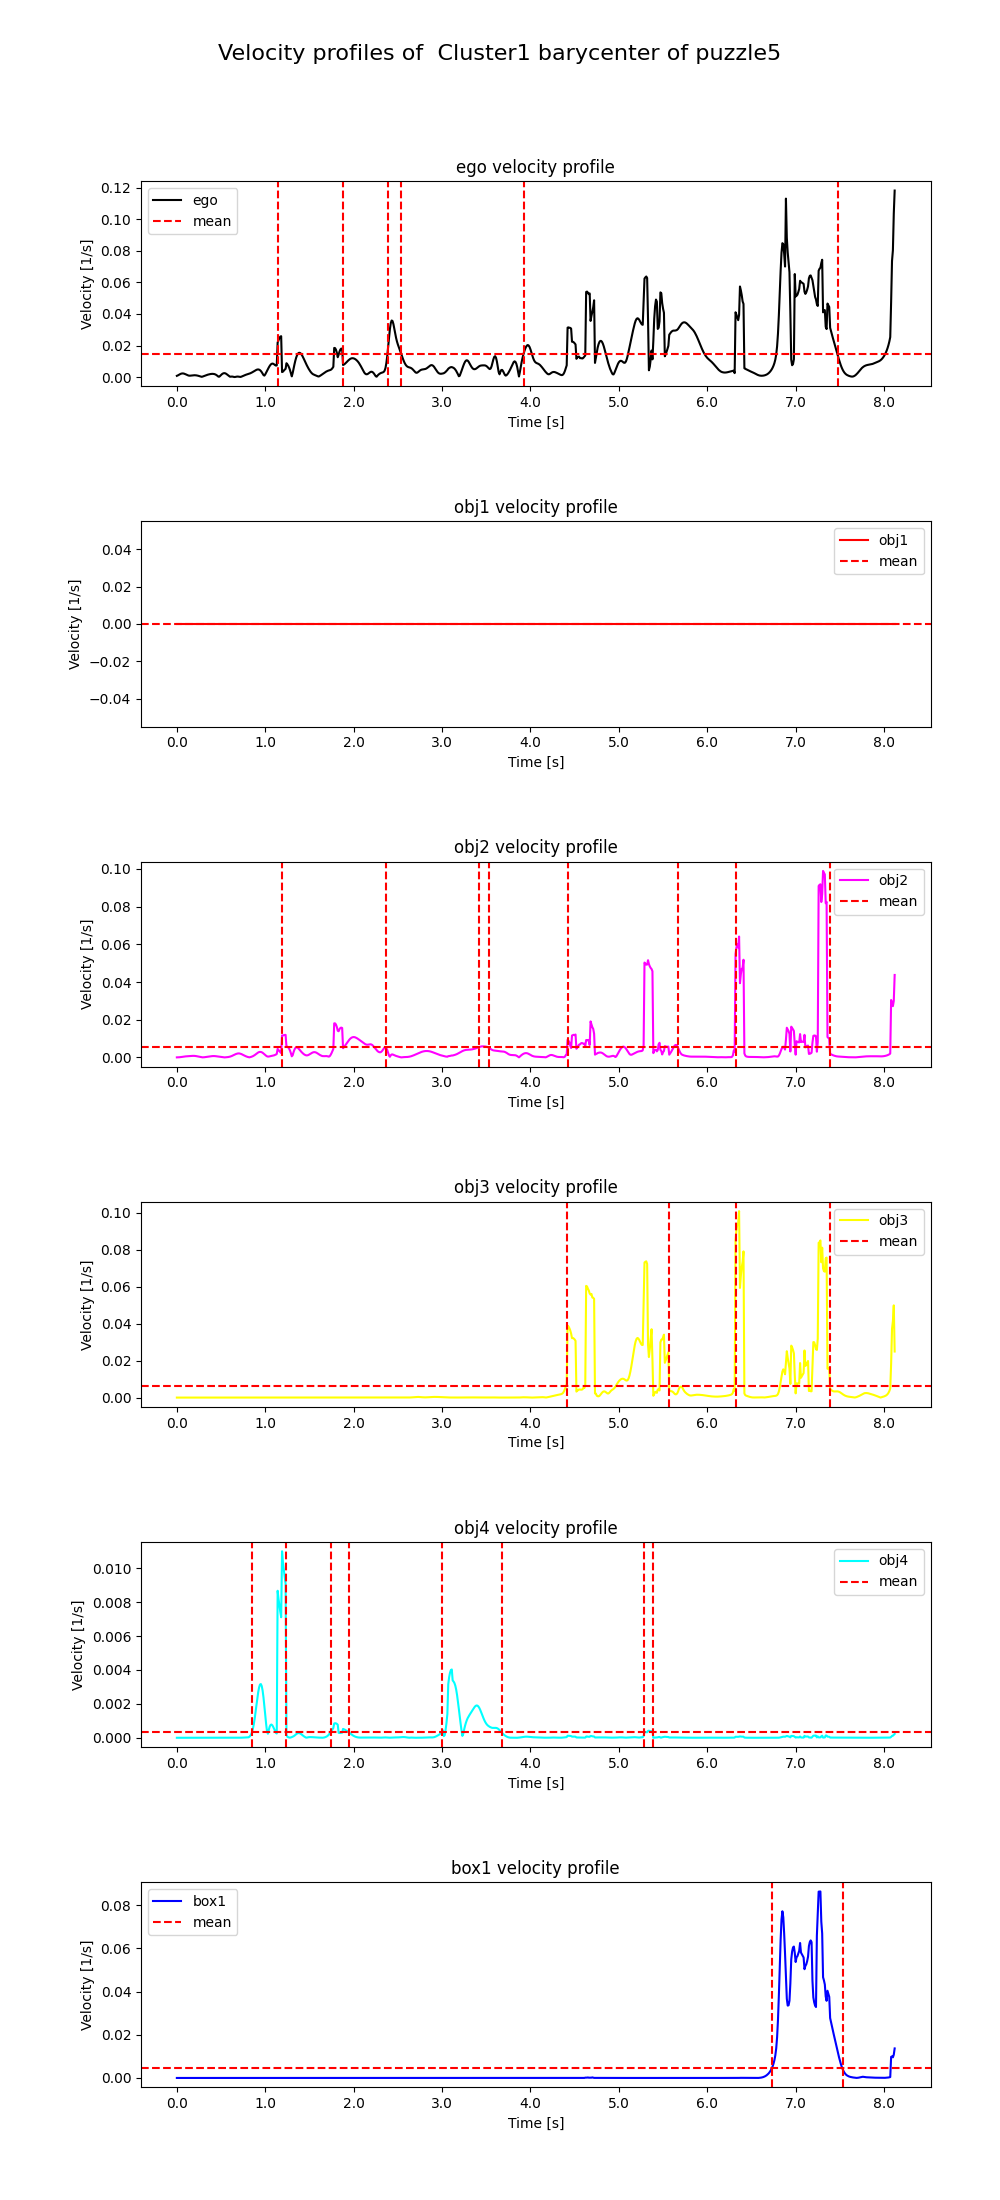 Velocity profiles of  Cluster1 barycenter of puzzle5
ego velocity profile
Velocity [1/s]
0.12
0.10
0.08
0.06
0.04
0.02
0.00
ego
mean
0.0 1.0 2.0 3.0 4.0 5.0 6.0 7.0 8.0
Time [s]
obj1 velocity profile
Velocity [1/s]
0.04
0.02
0.00
−0.02
−0.04
obj1
mean
0.0 1.0 2.0 3.0 4.0 5.0 6.0 7.0 8.0
Time [s]
obj2 velocity profile
Velocity [1/s]
0.10
0.08
0.06
0.04
0.02
0.00
obj2
mean
0.0 1.0 2.0 3.0 4.0 5.0 6.0 7.0 8.0
Time [s]
obj3 velocity profile
Velocity [1/s]
0.10
0.08
0.06
0.04
0.02
0.00
obj3
mean
0.0 1.0 2.0 3.0 4.0 5.0 6.0 7.0 8.0
Time [s]
obj4 velocity profile
Velocity [1/s]
0.010
0.008
0.006
0.004
0.002
0.000
obj4
mean
0.0 1.0 2.0 3.0 4.0 5.0 6.0 7.0 8.0
Time [s]
box1 velocity profile
Velocity [1/s]
0.08
0.06
0.04
0.02
0.00
box1
mean
0.0 1.0 2.0 3.0 4.0 5.0 6.0 7.0 8.0
Time [s]